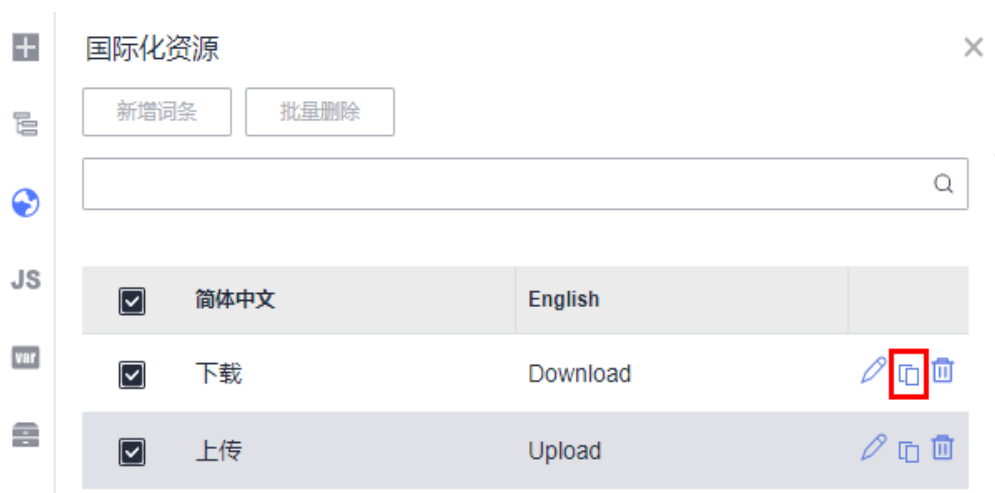 国际化资源
新增词条 批量删除
JS
简体中文 English
var
下载 Download
上传 Upload